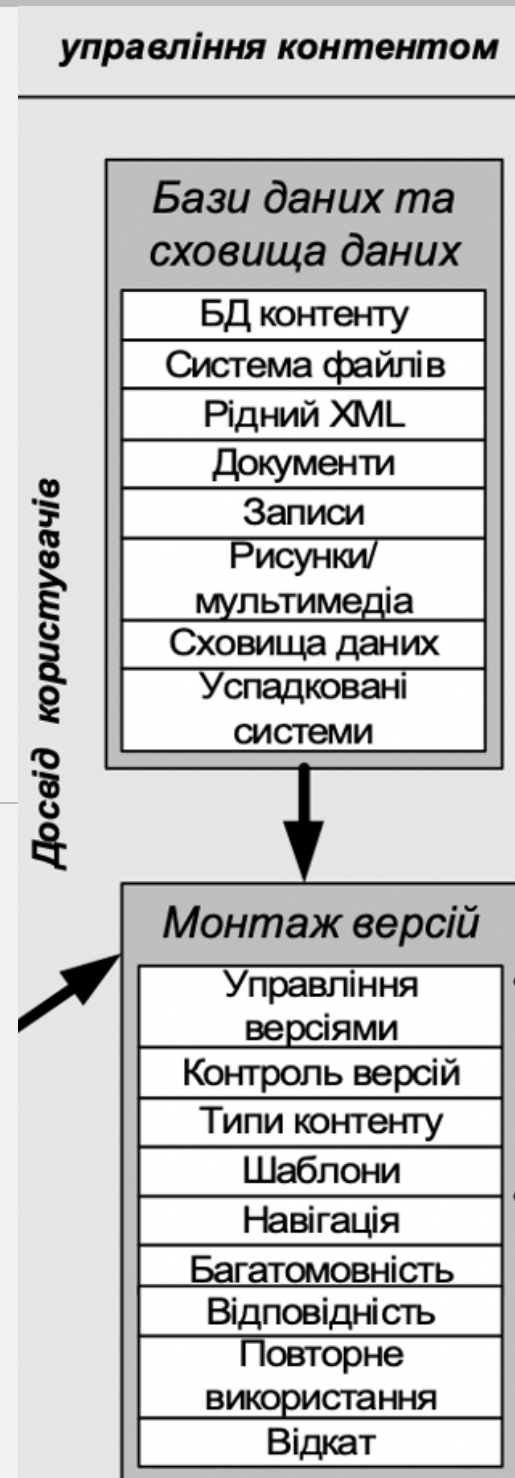 управління контентом
Бази даних та
сховища даних
БД контенту
Система файлів
Рідний XML
Документи
Записи
Рисунки/
мультимедіа
Сховища даних
Успадковані
системи
Досвід користувачів
Монтаж версій
Управління
версіями
Контроль версій
Типи контенту
Шаблони
Навігація
Багатомовність
Відповідність
Повторне
використання
Відкат